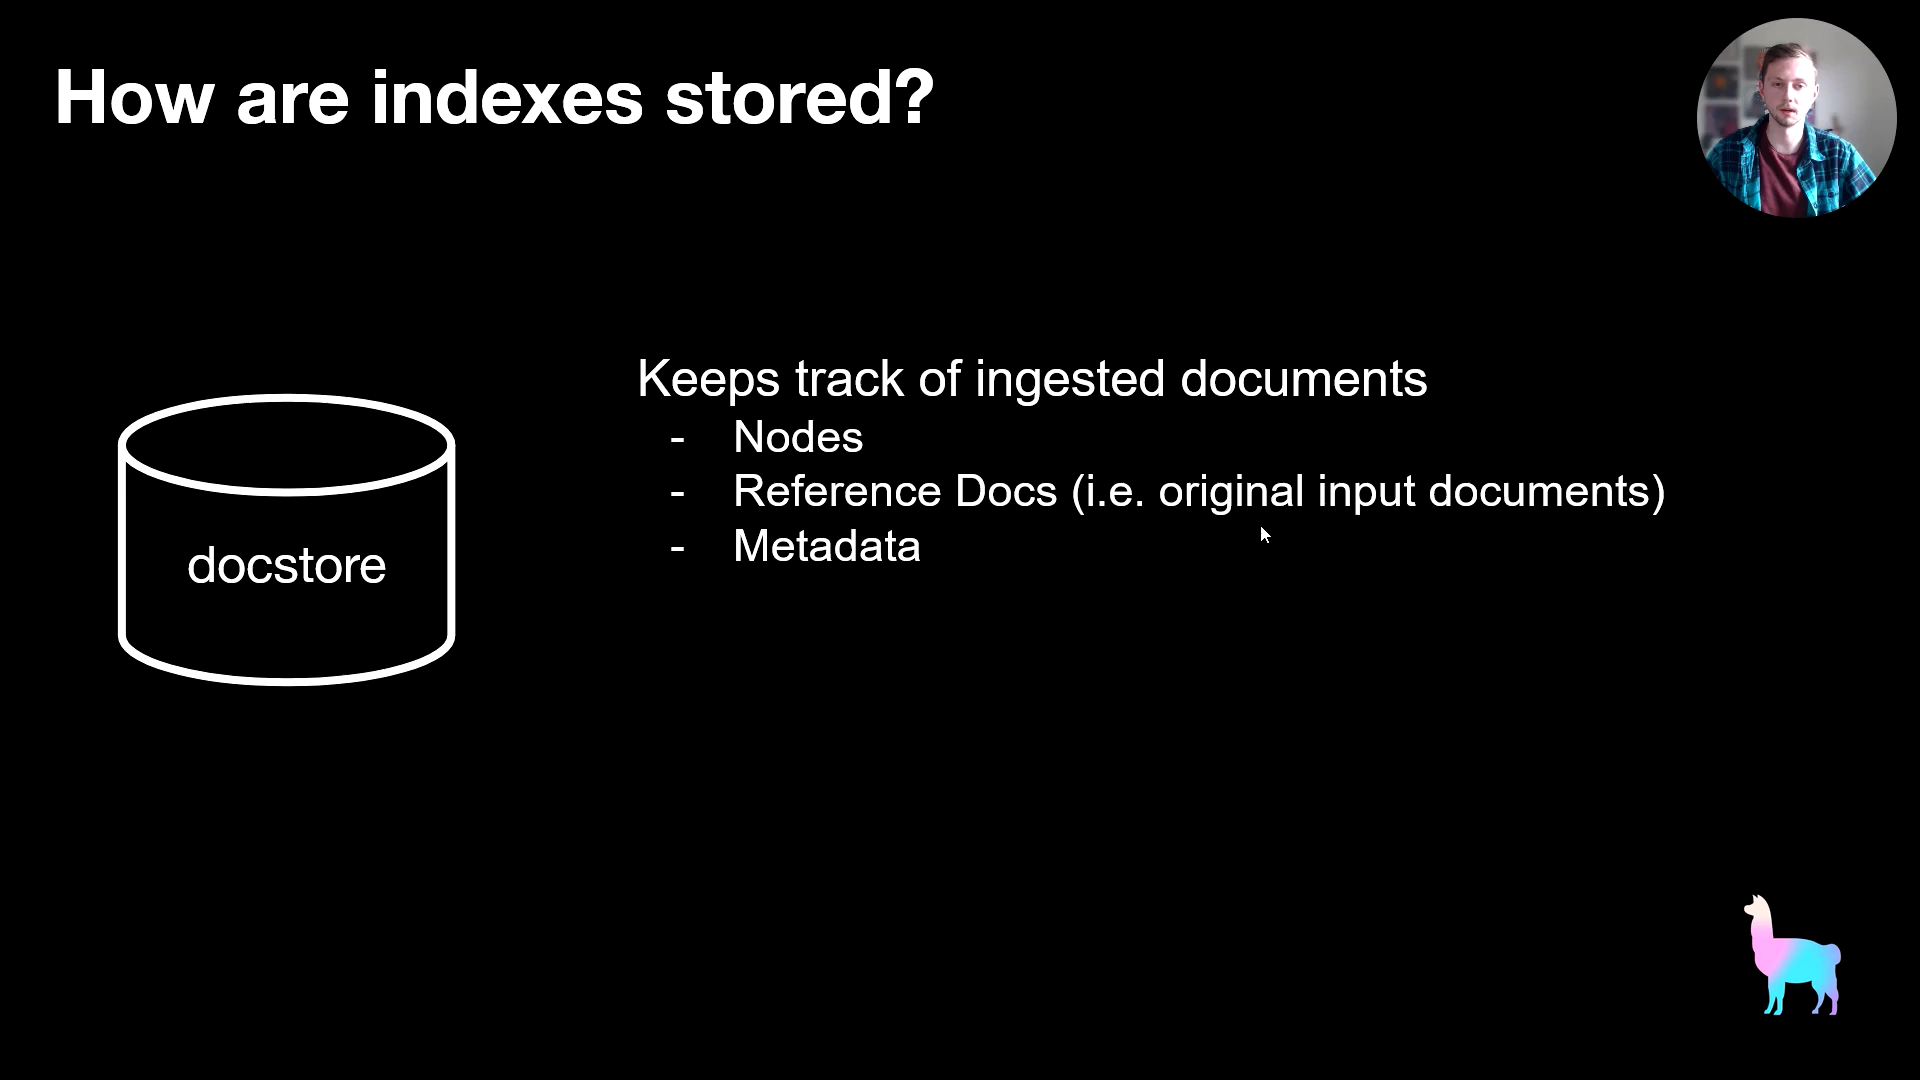 How are indexes stored?
Keeps track of ingested documents
- Nodes
- Reference Docs (i.e. original input documents)
- Metadata
docstore